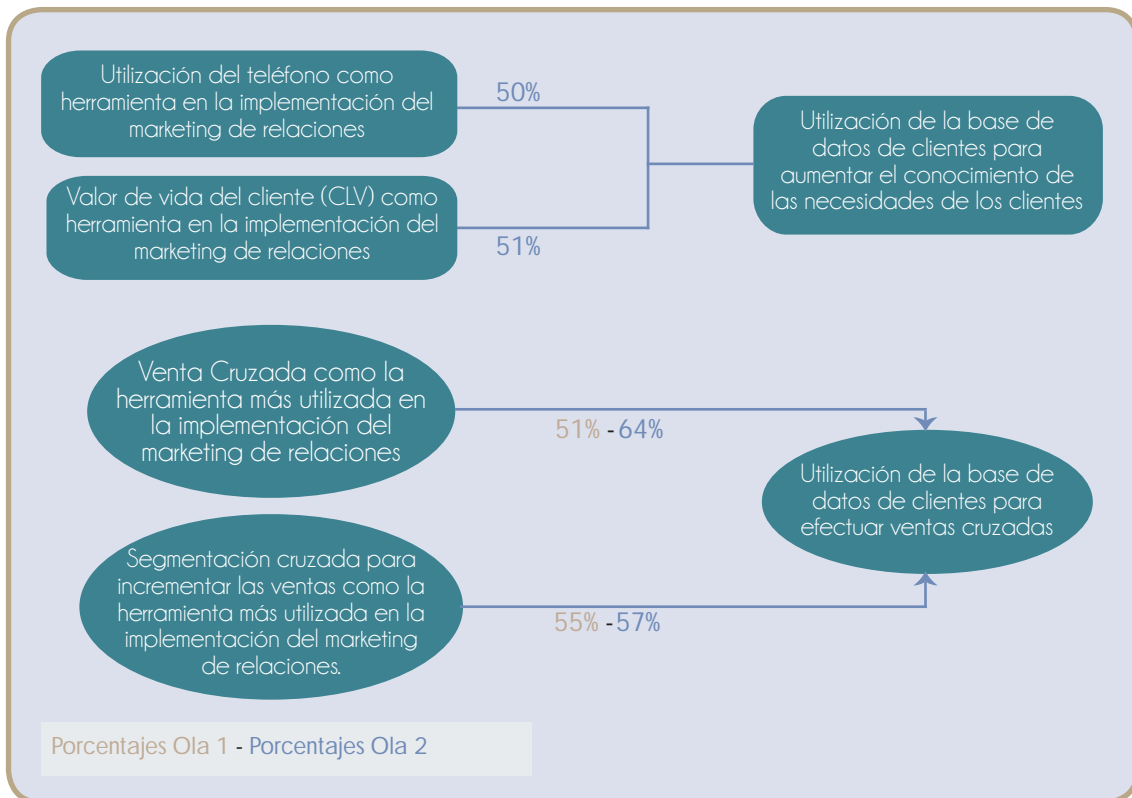 Utilización del teléfono como
herramienta en la implementación del
marketing de relaciones
50%
Valor de vida del cliente (CLV) como
herramienta en la implementación del
marketing de relaciones
51%
Utilización de la base de
datos de clientes para
aumentar el conocimiento de
las necesidades de los clientes
Venta Cruzada como la
herramienta más utilizada en
la implementación del
marketing de relaciones
51% - 64%
Segmentación cruzada para
incrementar las ventas como la
herramienta más utilizada en la
implementación del marketing
de relaciones.
55% - 57%
Utilización de la base de
datos de clientes para
efectuar ventas cruzadas
Porcentajes Ola 1 - Porcentajes Ola 2